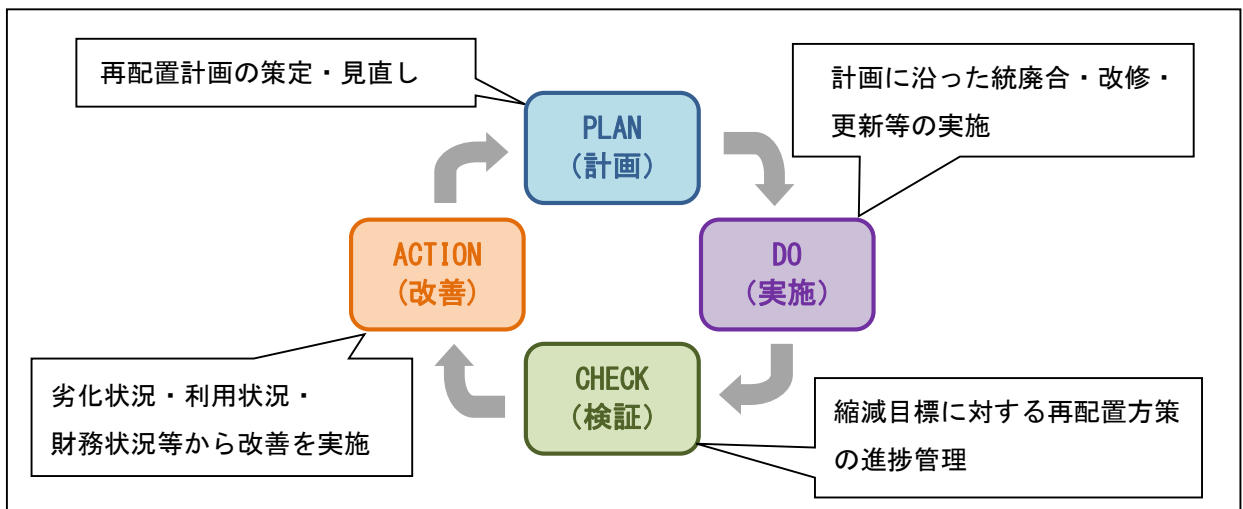 再配置計画の策定・見直し
PLAN
(計画)
計画に沿った統廃合・改修・
更新等の実施
DO
(実施)
CHECK
(検証)
縮減目標に対する再配置方策
の進捗管理
ACTION
(改善)
劣化状況・利用状況・
財務状況等から改善を実施